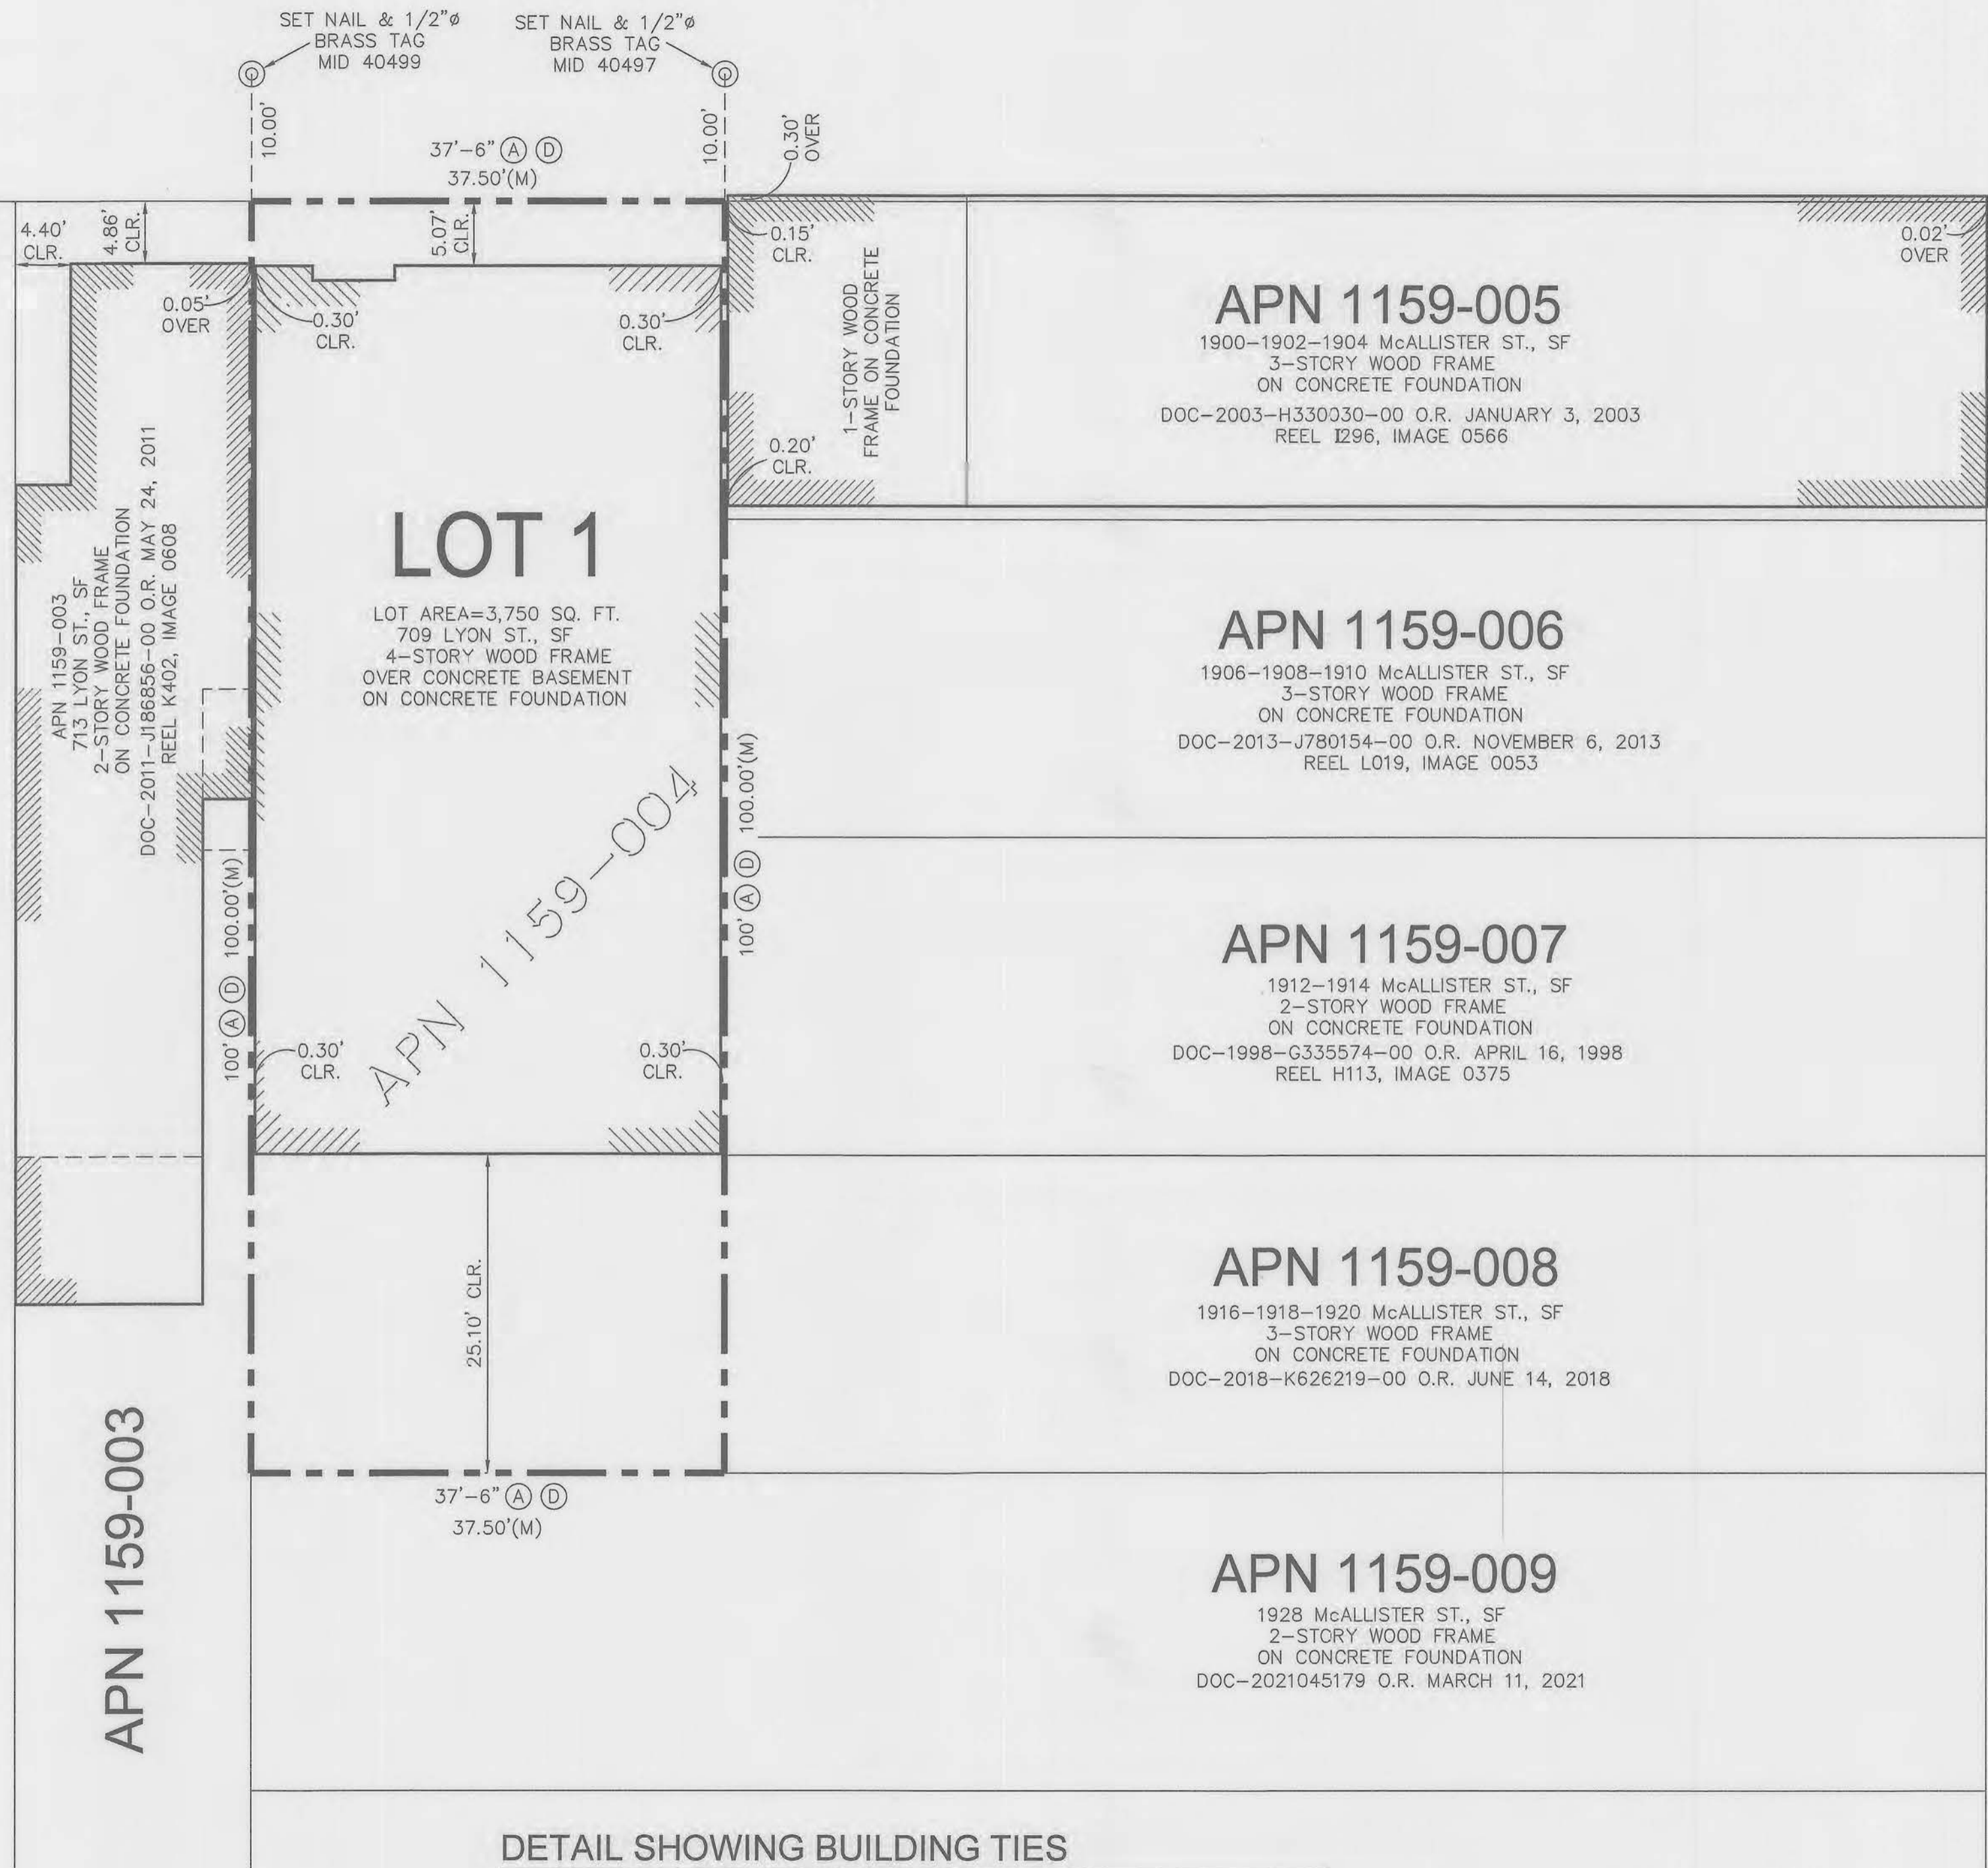 SET NAIL & 1/2"ø
BRASS TAG
MID 40499
SET NAIL & 1/2"ø
BRASS TAG
MID 40497
10.00'
10.00'
0.30'
OVER
37'-6" Ⓐ Ⓓ
37.50'(M)
4.40'
CLR.
4.86'
CLR.
5.07'
CLR.
0.05'
OVER
0.30'
CLR.
0.30'
CLR.
0.15'
CLR.
0.20'
CLR.
1-STORY WOOD
FRAME ON CONCRETE
FOUNDATION
0.02'
OVER
APN 1159-005
1900-1902-1904 McALLISTER ST., SF
3-STORY WOOD FRAME
ON CONCRETE FOUNDATION
DOC-2003-H330030-00 O.R. JANUARY 3, 2003
REEL I296, IMAGE 0566
APN 1159-003
713 LYON ST., SF
2-STORY WOOD FRAME
ON CONCRETE FOUNDATION
DOC-2011-J186856-00 O.R. MAY 24, 2011
REEL K402, IMAGE 0608
LOT 1
LOT AREA=3,750 SQ. FT.
709 LYON ST., SF
4-STORY WOOD FRAME
OVER CONCRETE BASEMENT
ON CONCRETE FOUNDATION
APN 1159-004
APN 1159-006
1906-1908-1910 McALLISTER ST., SF
3-STORY WOOD FRAME
ON CONCRETE FOUNDATION
DOC-2013-J780154-00 O.R. NOVEMBER 6, 2013
REEL L019, IMAGE 0053
100' Ⓐ Ⓓ 100.00'(M)
100' Ⓐ Ⓓ 100.00'(M)
APN 1159-007
1912-1914 McALLISTER ST., SF
2-STORY WOOD FRAME
ON CONCRETE FOUNDATION
DOC-1998-G335574-00 O.R. APRIL 16, 1998
REEL H113, IMAGE 0375
0.30'
CLR.
0.30'
CLR.
25.10' CLR.
APN 1159-008
1916-1918-1920 McALLISTER ST., SF
3-STORY WOOD FRAME
ON CONCRETE FOUNDATION
DOC-2018-K626219-00 O.R. JUNE 14, 2018
37'-6" Ⓐ Ⓓ
37.50'(M)
APN 1159-003
APN 1159-009
1928 McALLISTER ST., SF
2-STORY WOOD FRAME
ON CONCRETE FOUNDATION
DOC-2021045179 O.R. MARCH 11, 2021
DETAIL SHOWING BUILDING TIES